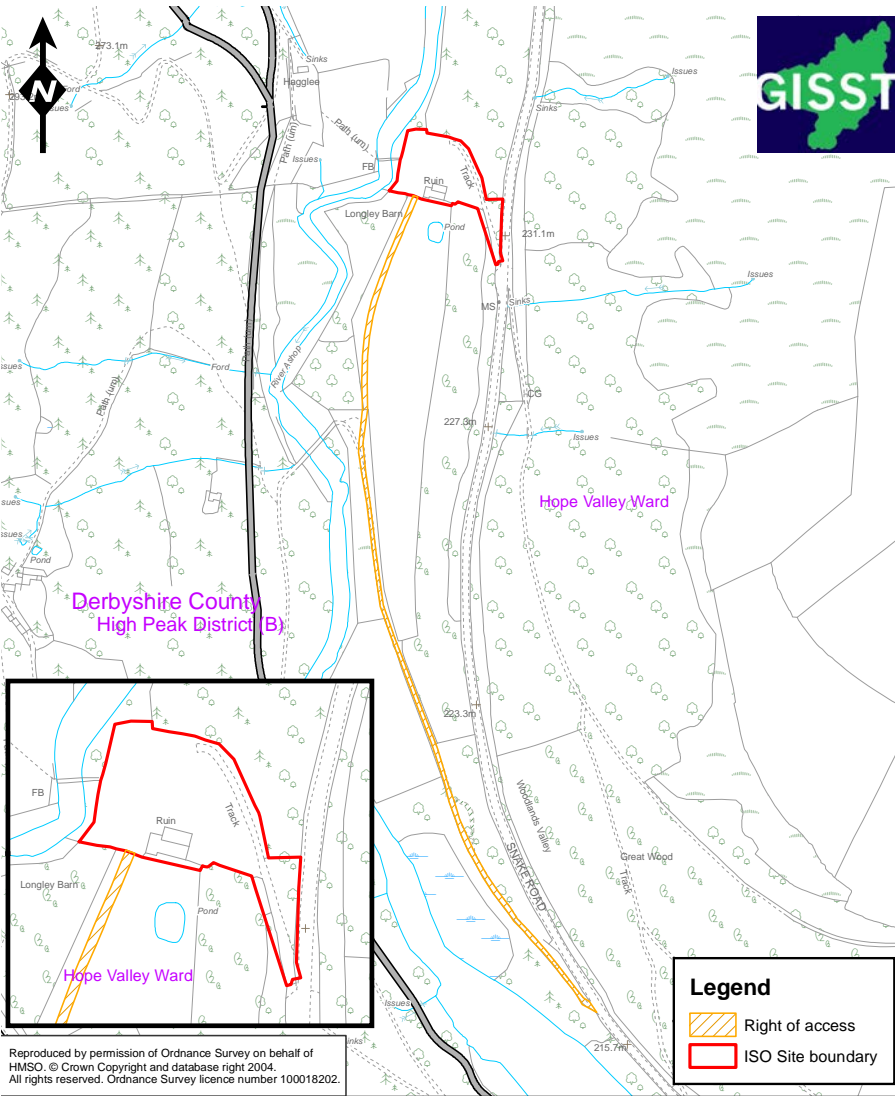 273.1m
Sinks
Ford
Issues
N
Hagglee
Path (um)
Path (um)
Issues
FB
Ruin
Track
Longley Barn
Pond
231.1m
Issues
Sinks
GISST
MS
Sinks
Issues
River Ashop
Path (um)
Ford
Path (um)
CG
227.3m
Issues
Hope Valley Ward
Pond
Derbyshire County
High Peak District (B)
223.3m
Woodlands Valley
SNAKE ROAD
Great Wood
Track
215.7m
Issues
FB
Ruin
Track
Longley Barn
Pond
Hope Valley Ward
Legend
Right of access
ISO Site boundary
Reproduced by permission of Ordnance Survey on behalf of
HMSO. © Crown Copyright and database right 2004.
All rights reserved. Ordnance Survey licence number 100018202.